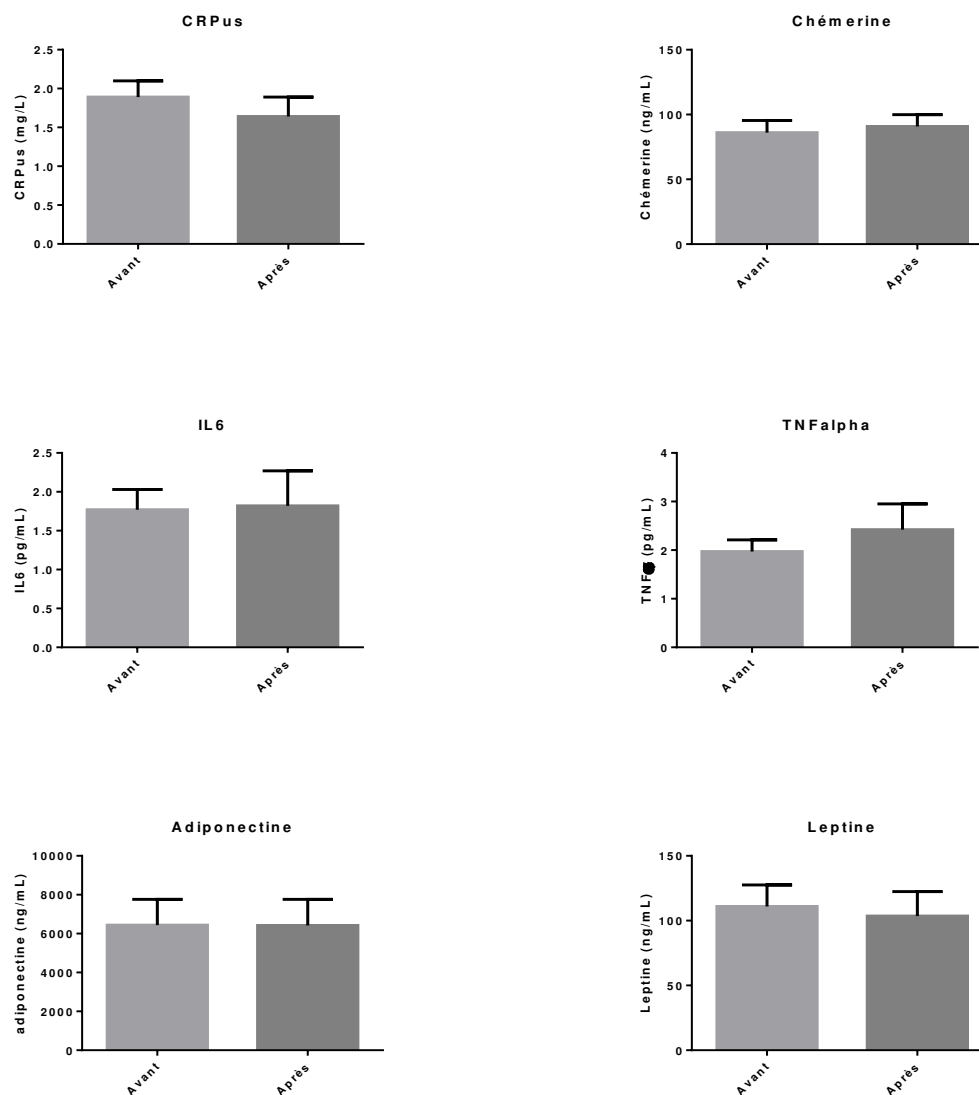 CRPus
2.5
2.0
1.5
1.0
0.5
0.0
CRPus (mg/L)
Avant
Après
Chémerine
150
100
50
0
Chémerine (ng/mL)
Avant
Après
IL6
2.5
2.0
1.5
1.0
0.5
0.0
IL6 (pg/mL)
Avant
Après
TNFalpha
4
3
2
1
0
TNF (pg/mL)
Avant
Après
Adiponectine
10000
8000
6000
4000
2000
0
adiponectine (ng/mL)
Avant
Après
Leptine
150
100
50
0
Leptine (ng/mL)
Avant
Après